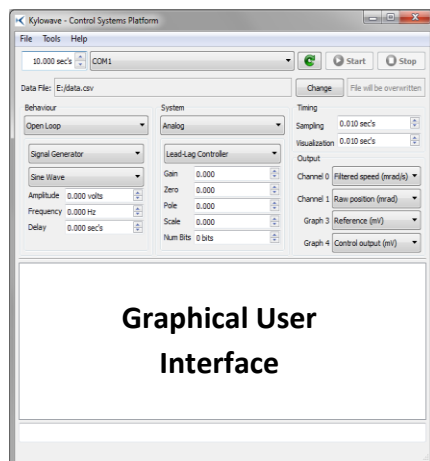 Kylowave - Control Systems Platform
File Tools Help
10.000 sec's COM1 Start Stop
Data File: E:/data.csv Change File will be overwritten
Behaviour
Open Loop
Signal Generator
Sine Wave
Amplitude 0.000 volts
Frequency 0.000 Hz
Delay 0.000 sec's
System
Analog
Lead-Lag Controller
Gain 0.000
Zero 0.000
Pole 0.000
Scale 0.000
Num Bits 0 bits
Timing
Sampling 0.010 sec's
Visualization 0.010 sec's
Output
Channel 0 Filtered speed (mrad/s)
Channel 1 Raw position (mrad)
Graph 3 Reference (mV)
Graph 4 Control output (mV)
Graphical User
Interface